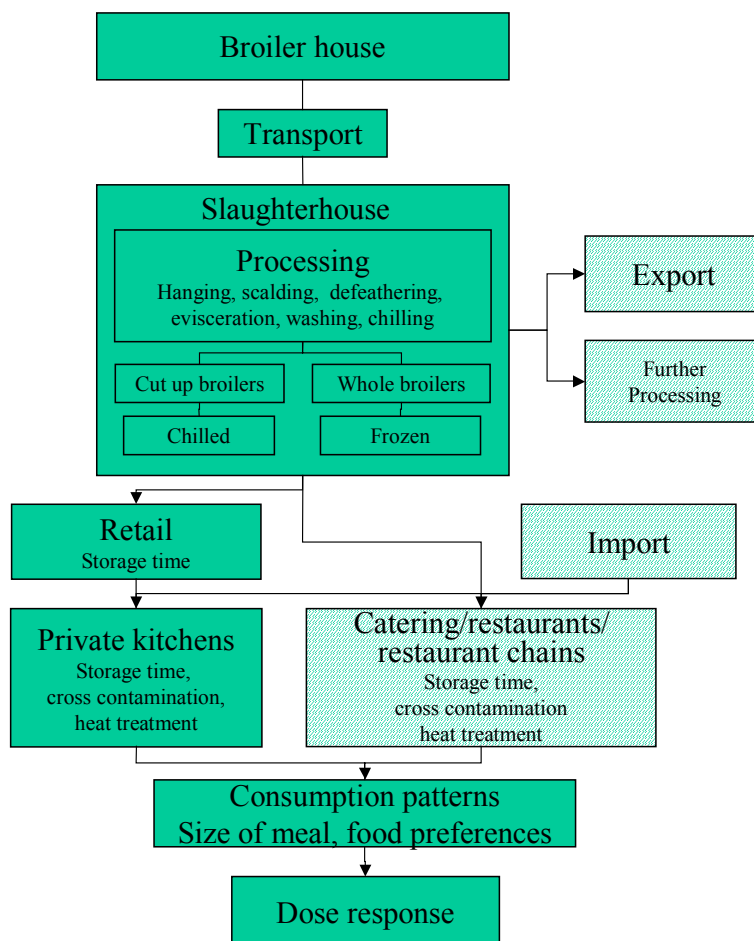 Broiler house
Transport
Slaughterhouse
Processing
Hanging, scalding, defeathering,
evisceration, washing, chilling
Cut up broilers
Whole broilers
Chilled
Frozen
Export
Further
Processing
Retail
Storage time
Import
Private kitchens
Storage time,
cross contamination,
heat treatment
Catering/restaurants/
restaurant chains
Storage time,
cross contamination
heat treatment
Consumption patterns
Size of meal, food preferences
Dose response